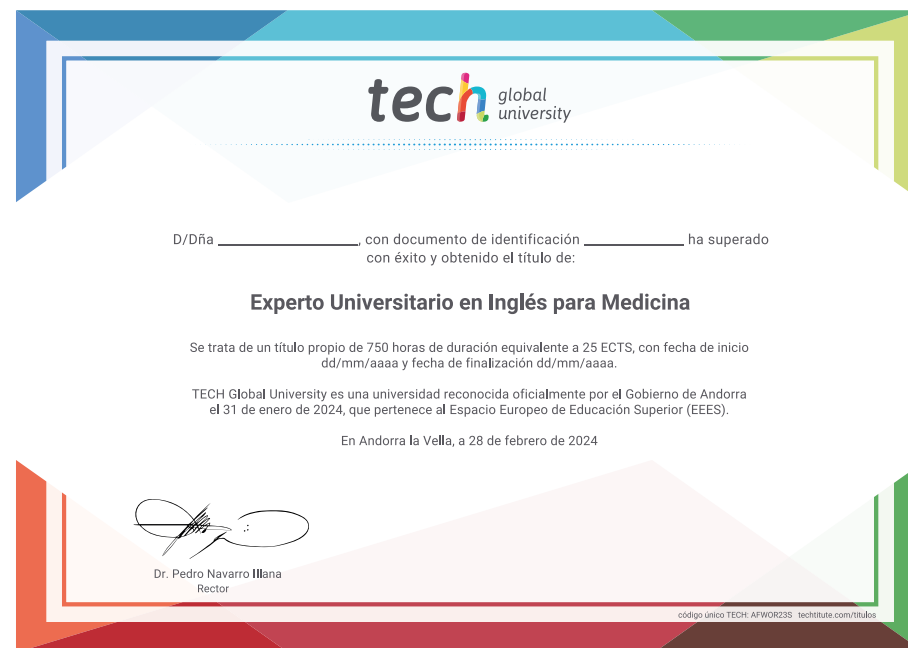 tech global university
D/Dña ______________, con documento de identificación __________ ha superado
con éxito y obtenido el título de:
Experto Universitario en Inglés para Medicina
Se trata de un título propio de 750 horas de duración equivalente a 25 ECTS, con fecha de inicio
dd/mm/aaaa y fecha de finalización dd/mm/aaaa.
TECH Global University es una universidad reconocida oficialmente por el Gobierno de Andorra
el 31 de enero de 2024, que pertenece al Espacio Europeo de Educación Superior (EEES).
En Andorra la Vella, a 28 de febrero de 2024
Dr. Pedro Navarro Illana
Rector
código único TECH: AFWOR23S techtitute.com/titulos